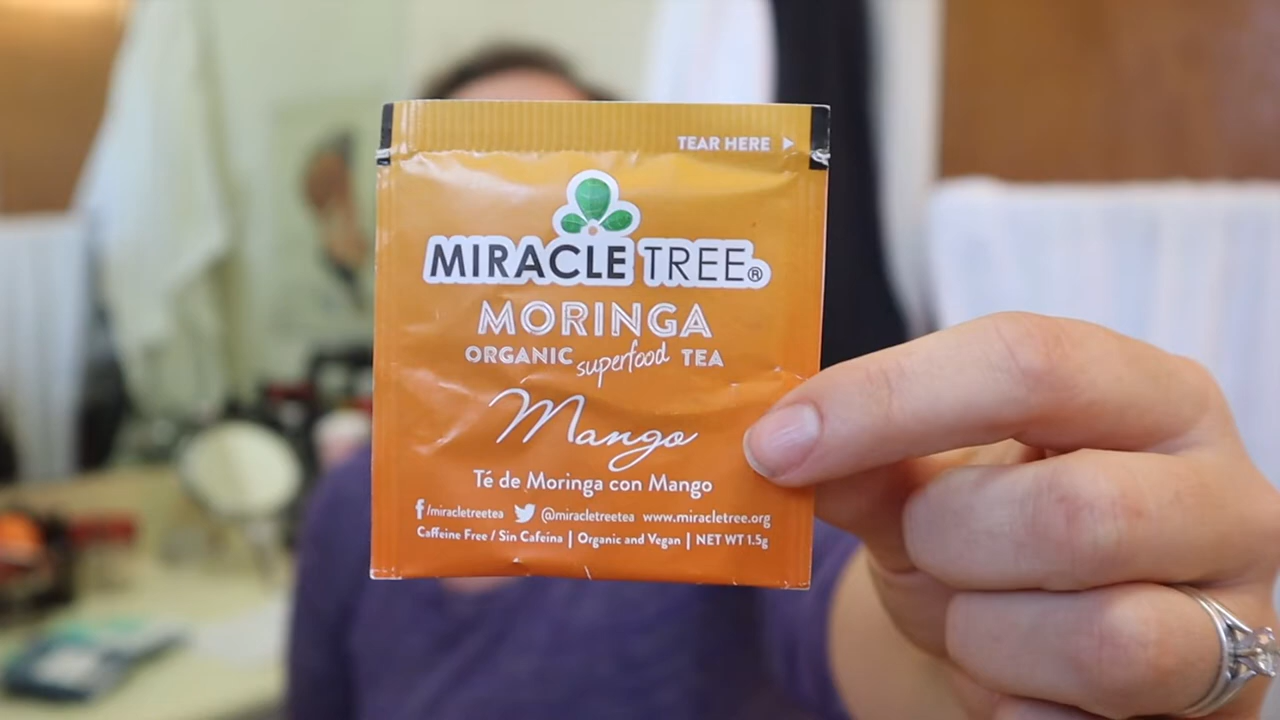 TEAR HERE
MIRACLE TREE®
MORINGA
ORGANIC superfood TEA
Mango
Té de Moringa con Mango
/miracletreetea @miracletreetea www.miracletree.org
Caffeine Free / Sin Cafeína | Organic and Vegan | NET WT 1.5g